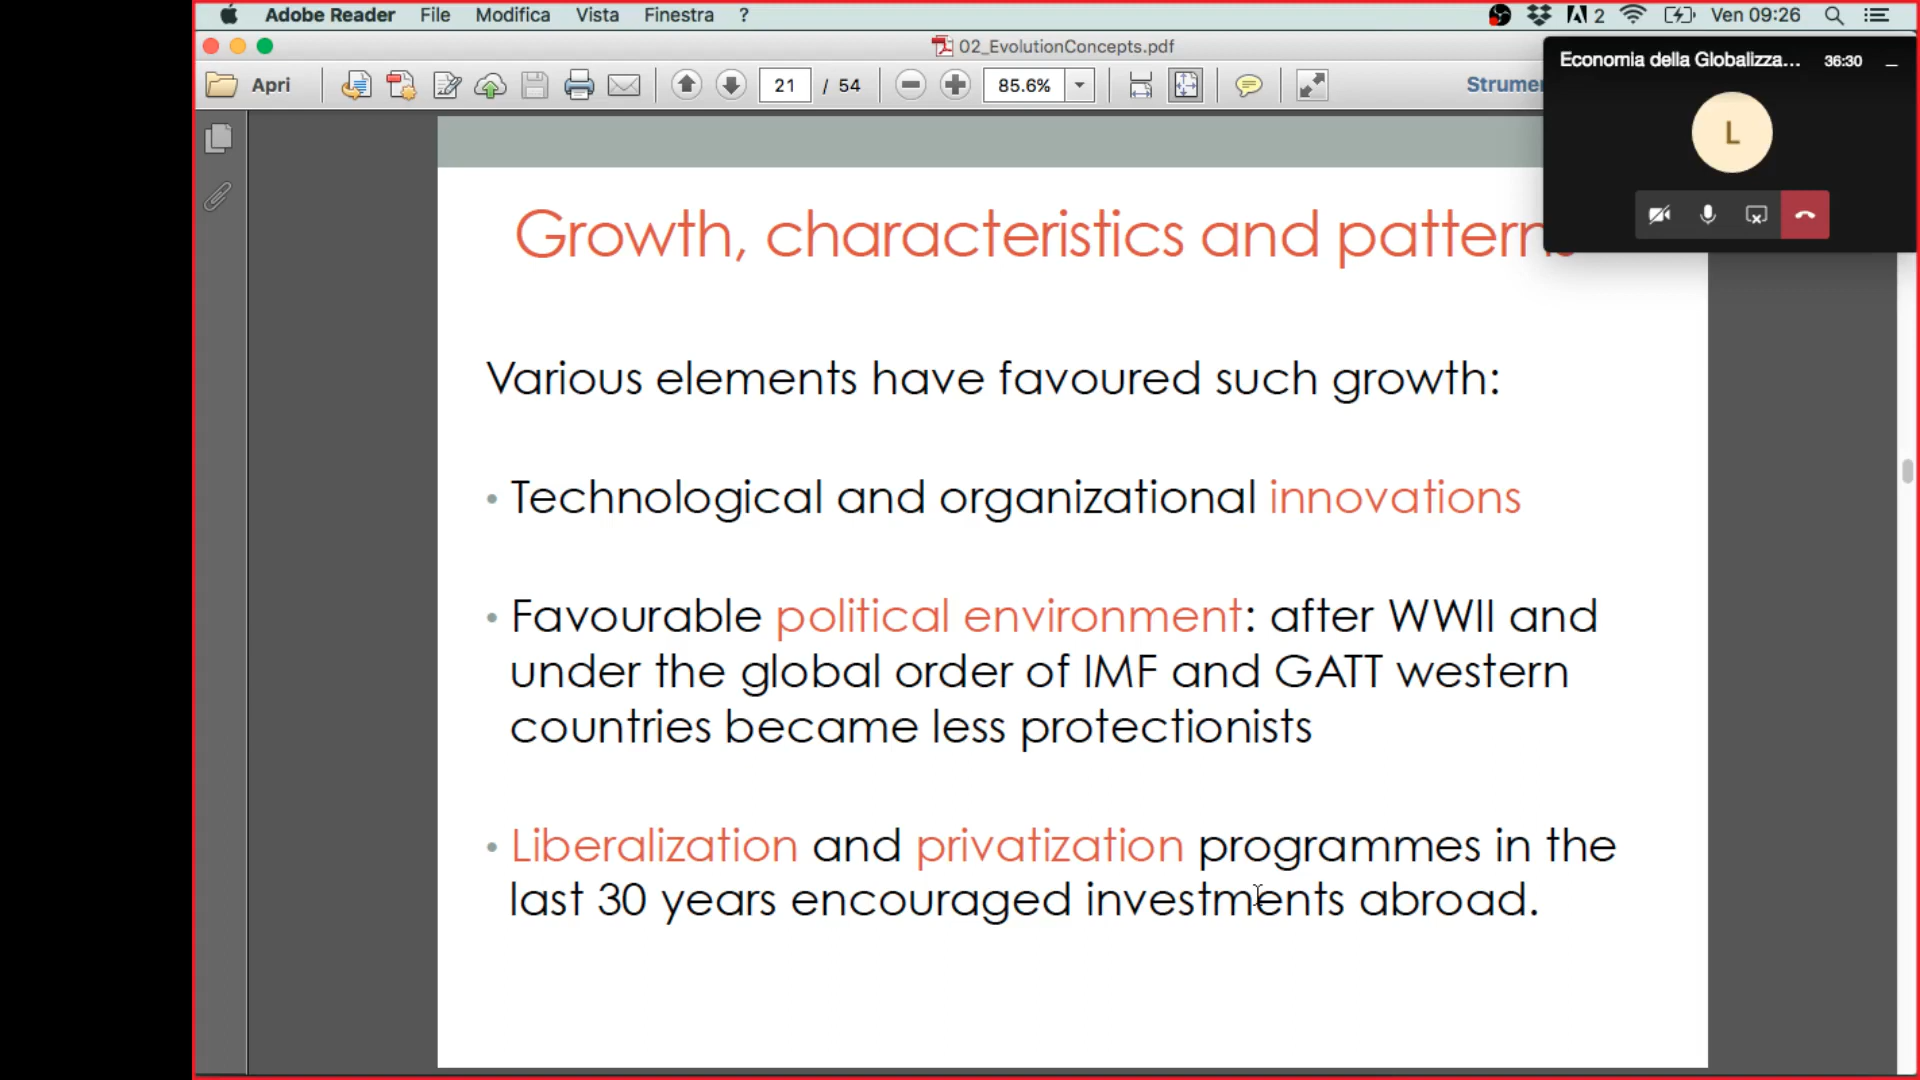 Adobe Reader File Modifica Vista Finestra ? 2 Ven 09:26
02_EvolutionConcepts.pdf
Economia della Globalizza... 36:30
Apri 21 / 54 85.6%
L
Growth, characteristics and pattern
Various elements have favoured such growth:
• Technological and organizational innovations
• Favourable political environment: after WWII and
under the global order of IMF and GATT western
countries became less protectionists
• Liberalization and privatization programmes in the
last 30 years encouraged investments abroad.